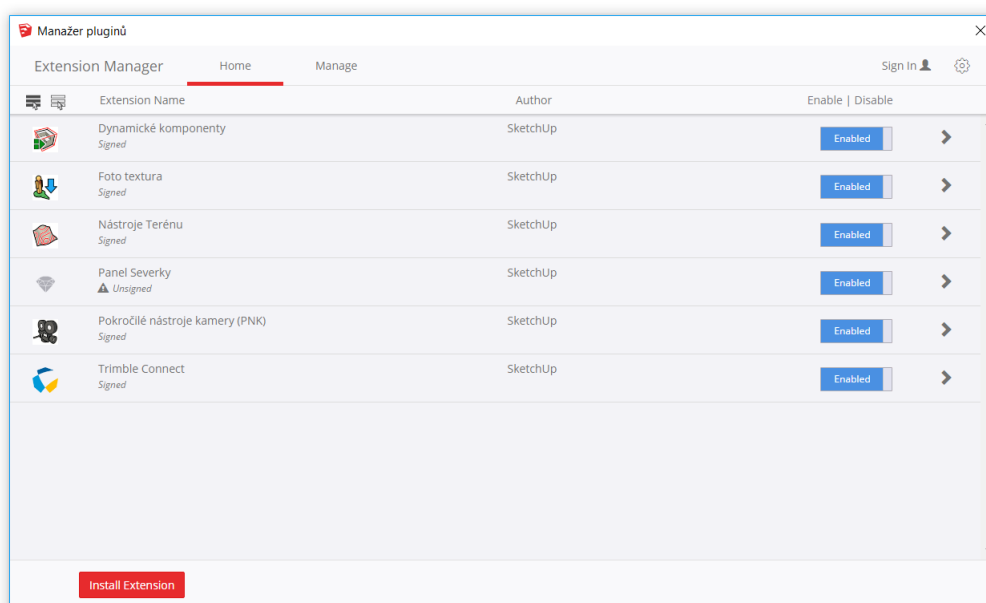 Manažer pluginů
Extension Manager Home Manage Sign In
Extension Name Author Enable | Disable
Dynamické komponenty SketchUp
Signed
Enabled
Foto textura SketchUp
Signed
Enabled
Nástroje Terénu SketchUp
Signed
Enabled
Panel Severky SketchUp
Unsigned
Enabled
Pokročilé nástroje kamery (PNK) SketchUp
Signed
Enabled
Trimble Connect SketchUp
Signed
Enabled
Install Extension